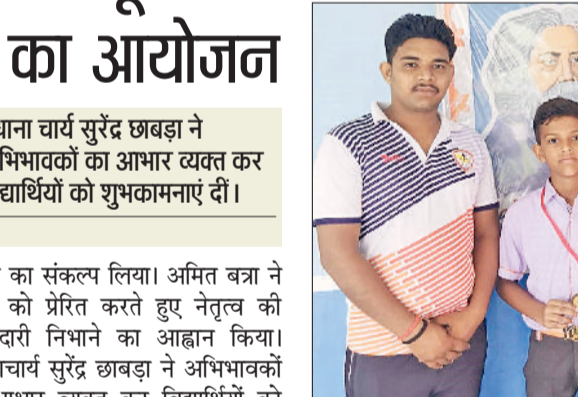 का आयोजन
चार्य सुरेंद्र छाबड़ा ने
भिभावकों का आभार व्यक्त कर
द्यार्थियों को शुभकामनाएं दीं।
का संकल्प लिया। अमित बत्रा ने
को प्रेरित करते हुए नेतृत्व की
दारी निभाने का आह्वान किया।
चार्य सुरेंद्र छाबड़ा ने अभिभावकों